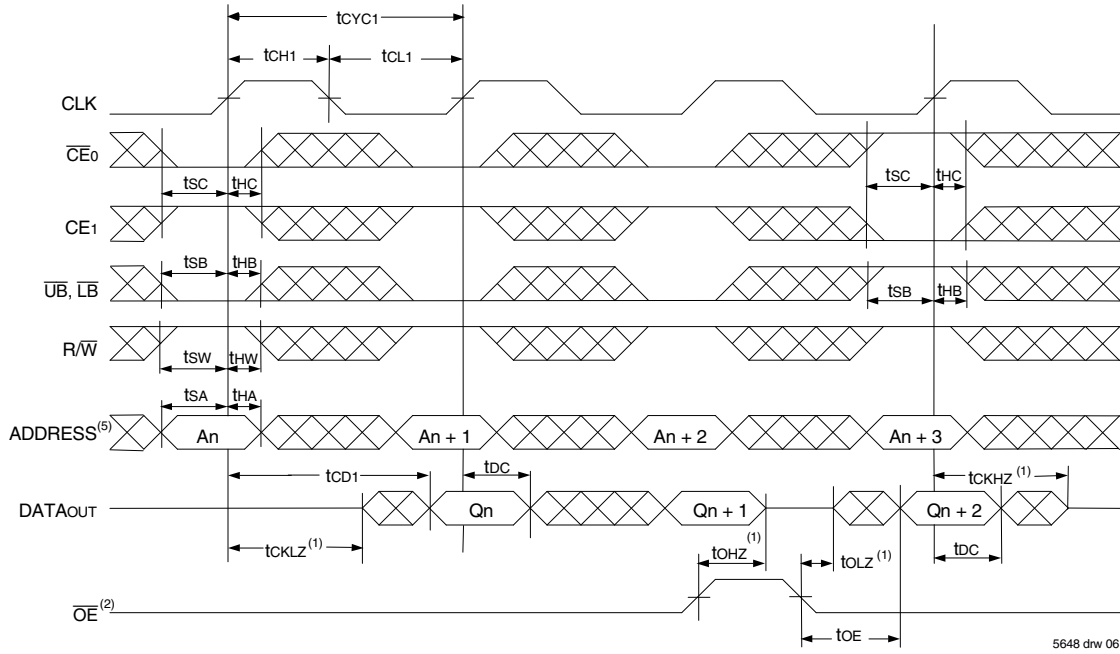 tCYC1
tCH1 tCL1
CLK
CE0
tSC tHC tSC tHC
CE1
tSB tHB
UB, LB tSB tHB
R/W
tSW tHW
tSA tHA
ADDRESS(5) An An + 1 An + 2 An + 3
tCD1 tDC tCKHZ (1)
DATAOUT Qn Qn + 1 Qn + 2
tCKLZ (1) tOHZ (1) tOLZ (1) tDC
OE (2)
tOE
5648 drw 06